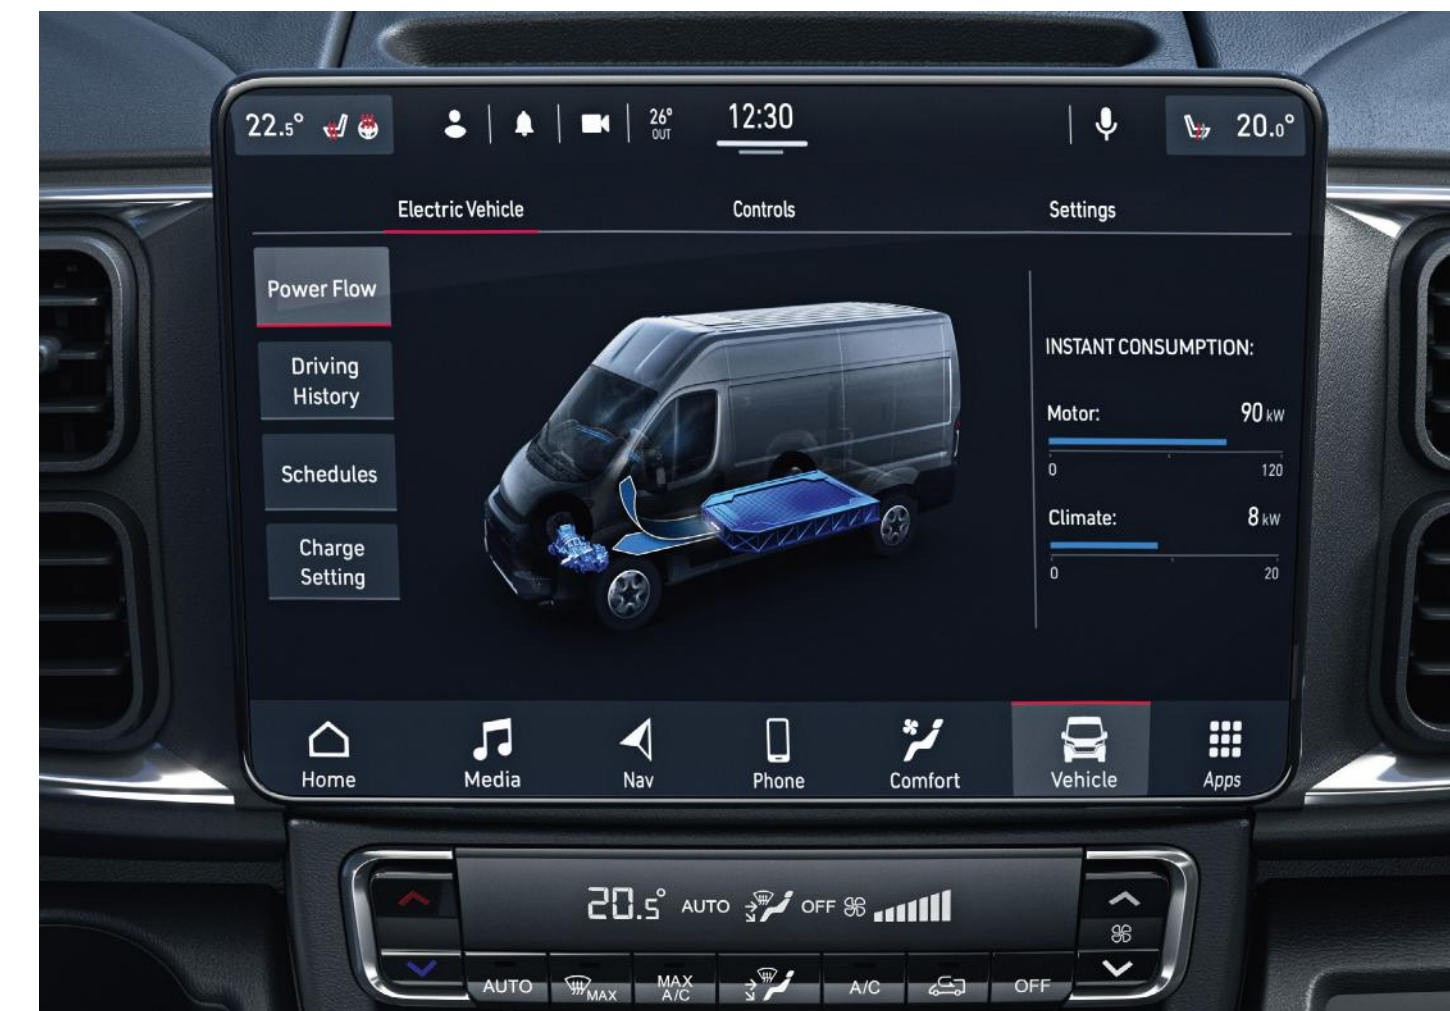 22.5°
26°
OUT
12:30
20.0°
Electric Vehicle
Controls
Settings
Power Flow
Driving
History
Schedules
Charge
Setting
INSTANT CONSUMPTION:
Motor:
90 kW
0
120
Climate:
8 kW
0
20
Home
Media
Nav
Phone
Comfort
Vehicle
Apps
20.5° AUTO OFF
AUTO
MAX
MAX
A/C
A/C
OFF